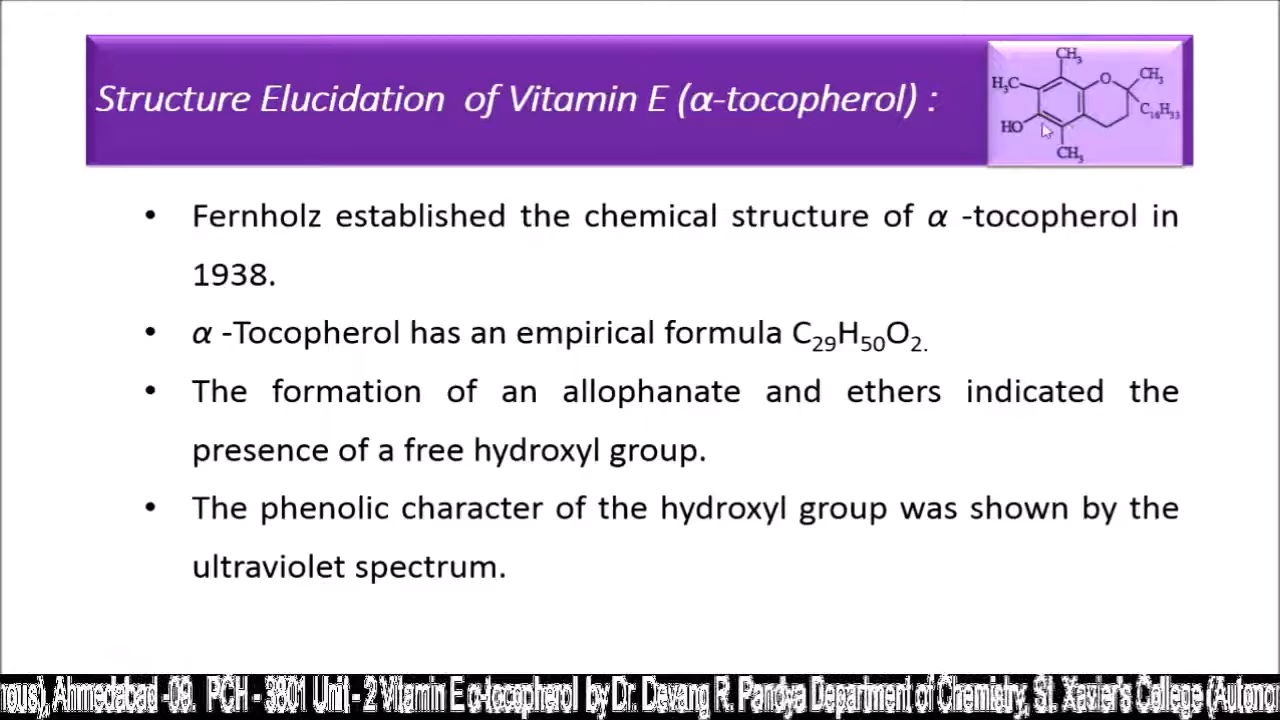 Structure Elucidation of Vitamin E (α-tocopherol) :
CH₃
H₃C
O
CH₃
C₁₆H₃₃
HO
CH₃
• Fernholz established the chemical structure of α -tocopherol in
1938.
• α -Tocopherol has an empirical formula C₂₉H₅₀O₂.
• The formation of an allophanate and ethers indicated the
presence of a free hydroxyl group.
• The phenolic character of the hydroxyl group was shown by the
ultraviolet spectrum.
rous), Ahmedabad -09. PCH - 3801 Unit - 2 Vitamin E α-tocopherol by Dr. Devang R. Pandya Department of Chemistry, St. Xavier's College (Autonon